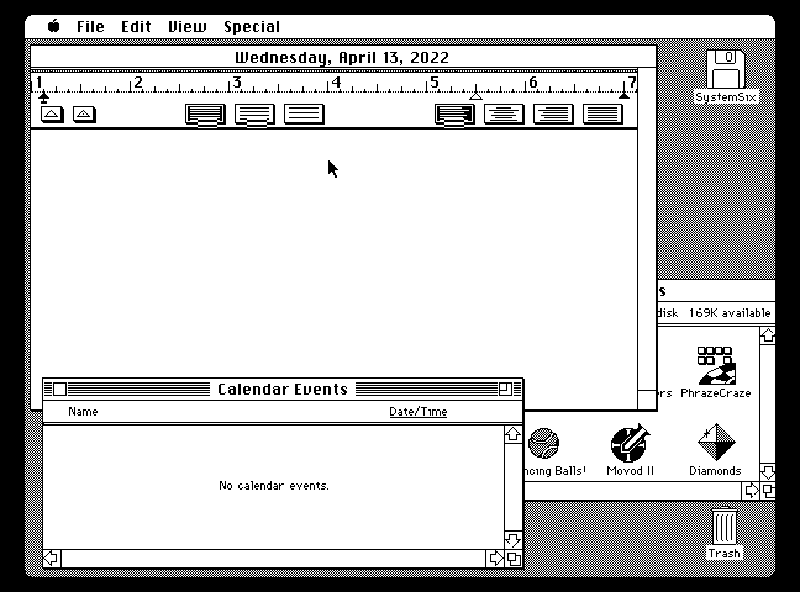 File Edit View Special
Wednesday, April 13, 2022
1 2 3 4 5 6 7
SystemSix
s
disk 169K available
rs PhrazeCraze
Calendar Events
Name Date/Time
No calendar events.
ncing Balls! Movod II Diamonds
Trash